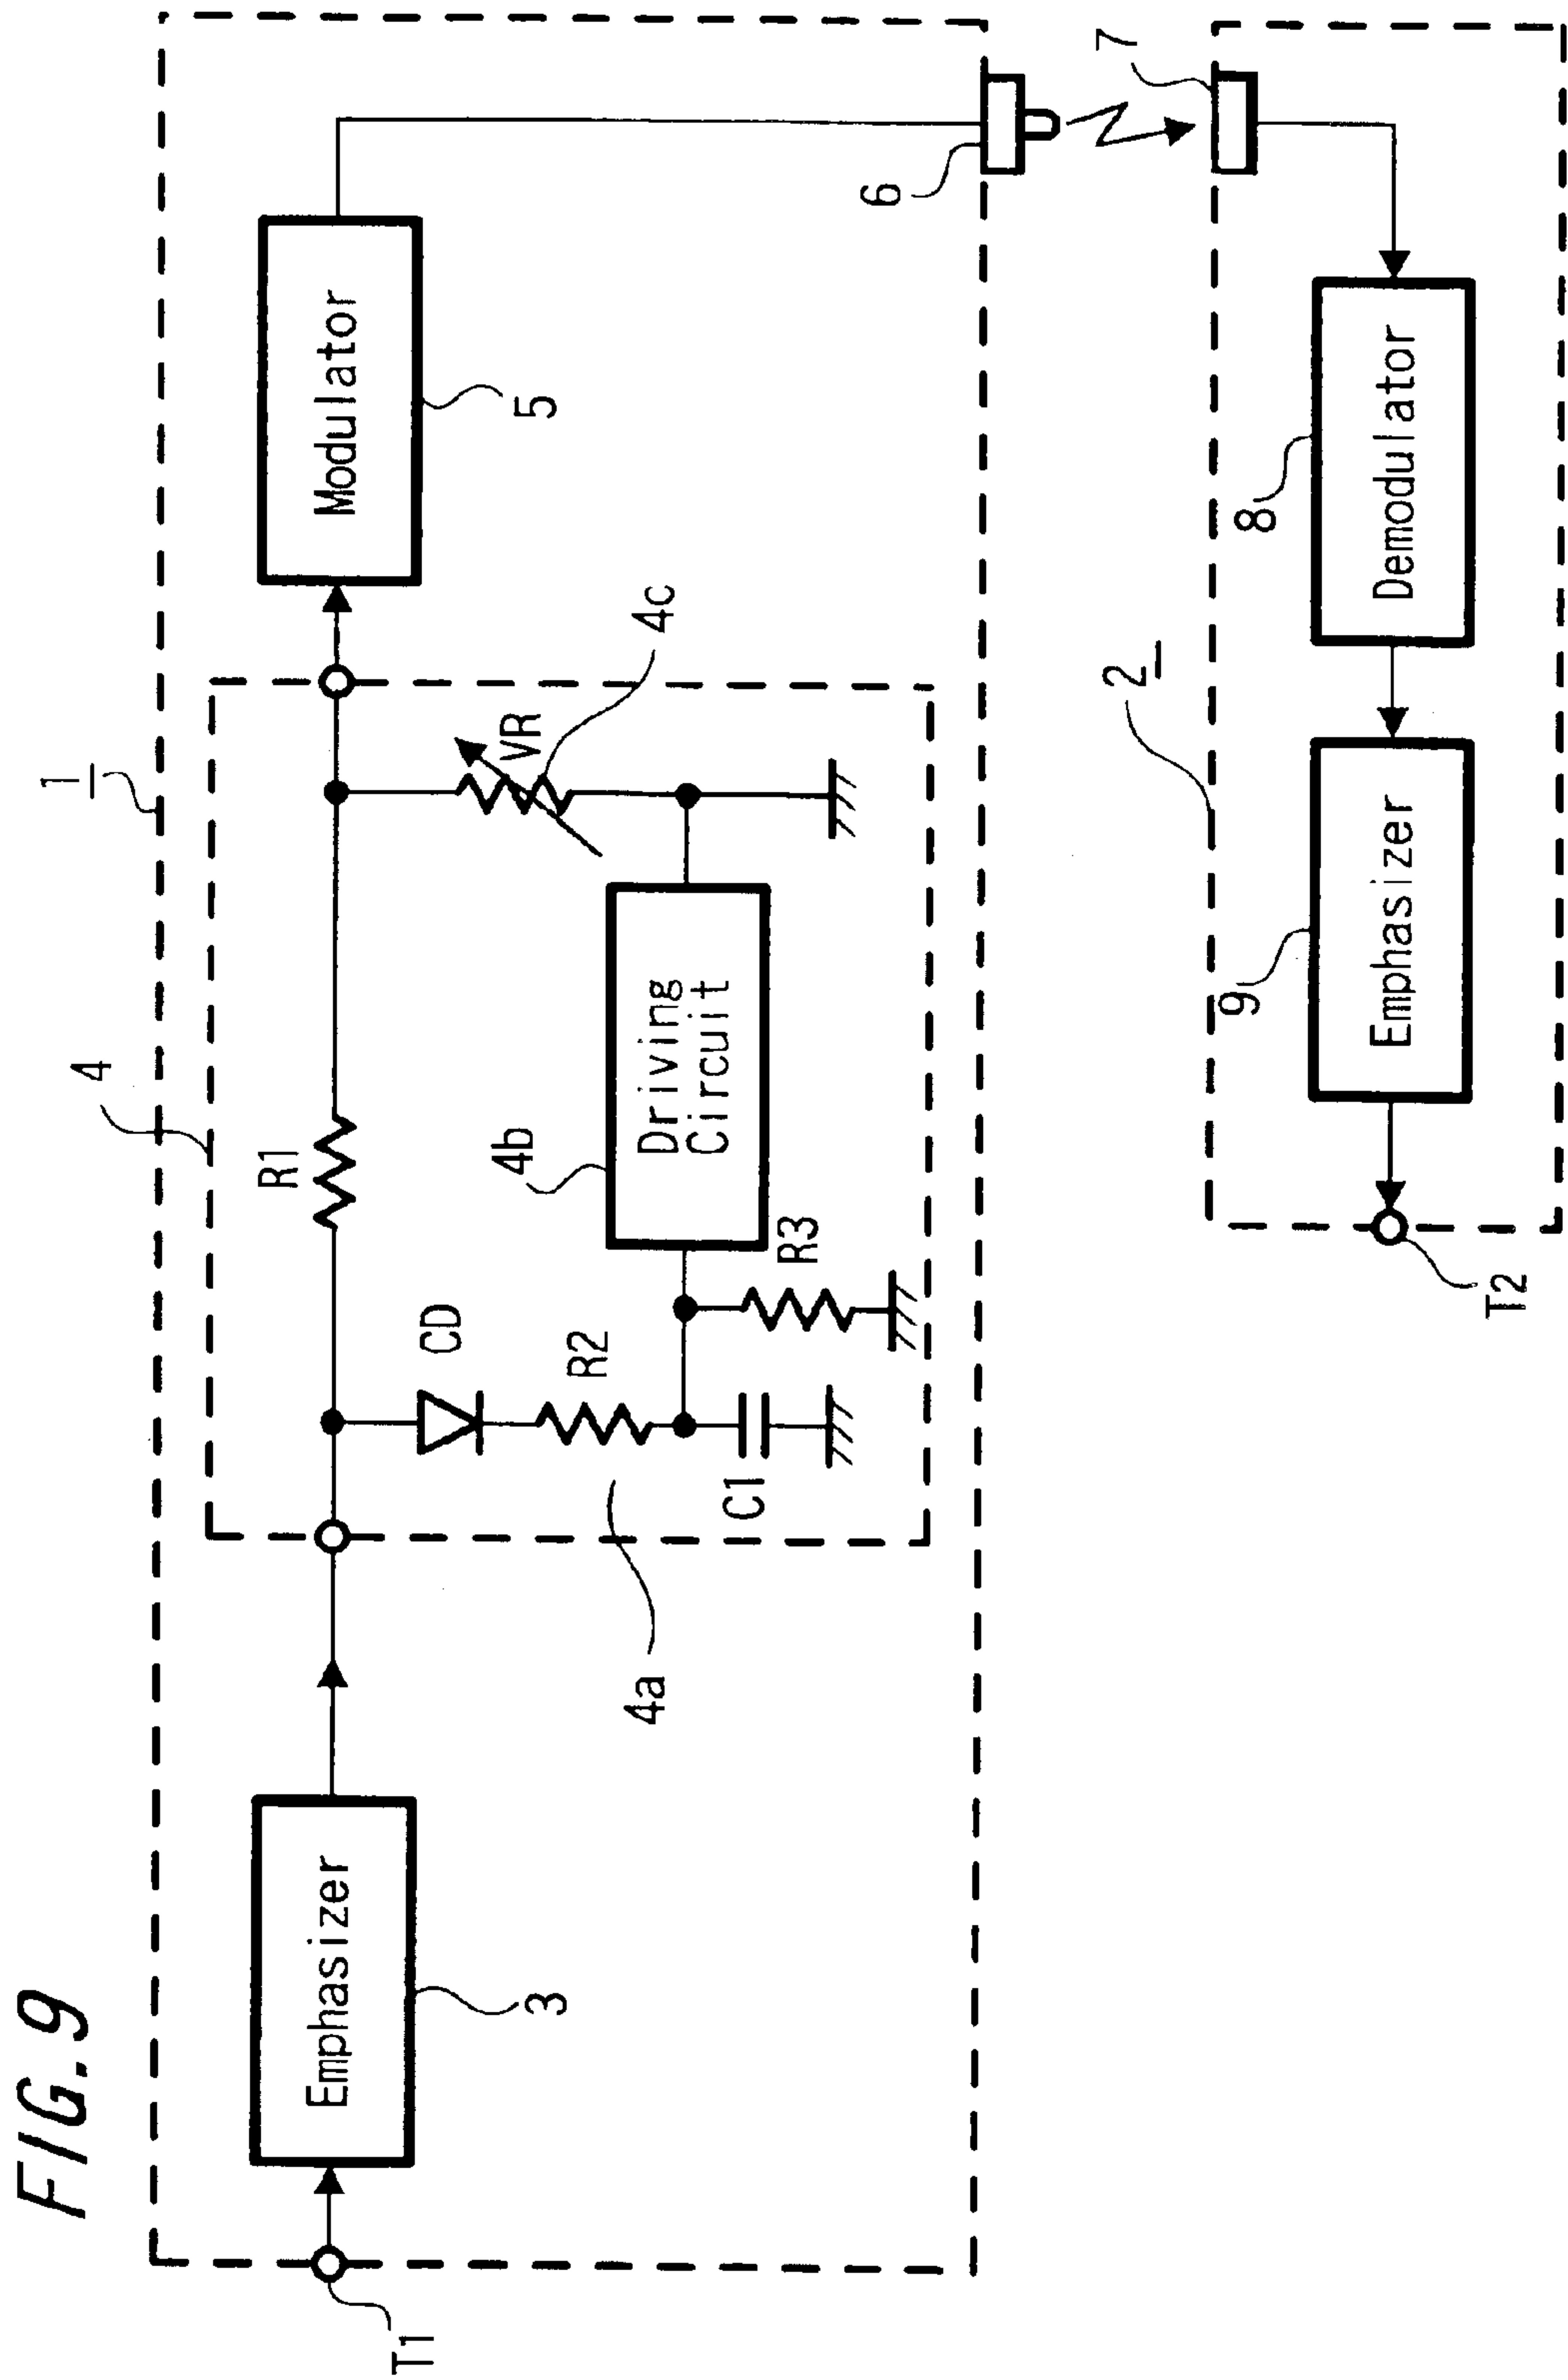 FIG.9
1
4
R1
CD
R2
4a
C1
R3
4b
Driving
Circuit
VR
4c
T1
Emphasizer
3
Modulator
5
6
7
2
8
Demodulator
9
Emphasizer
T2